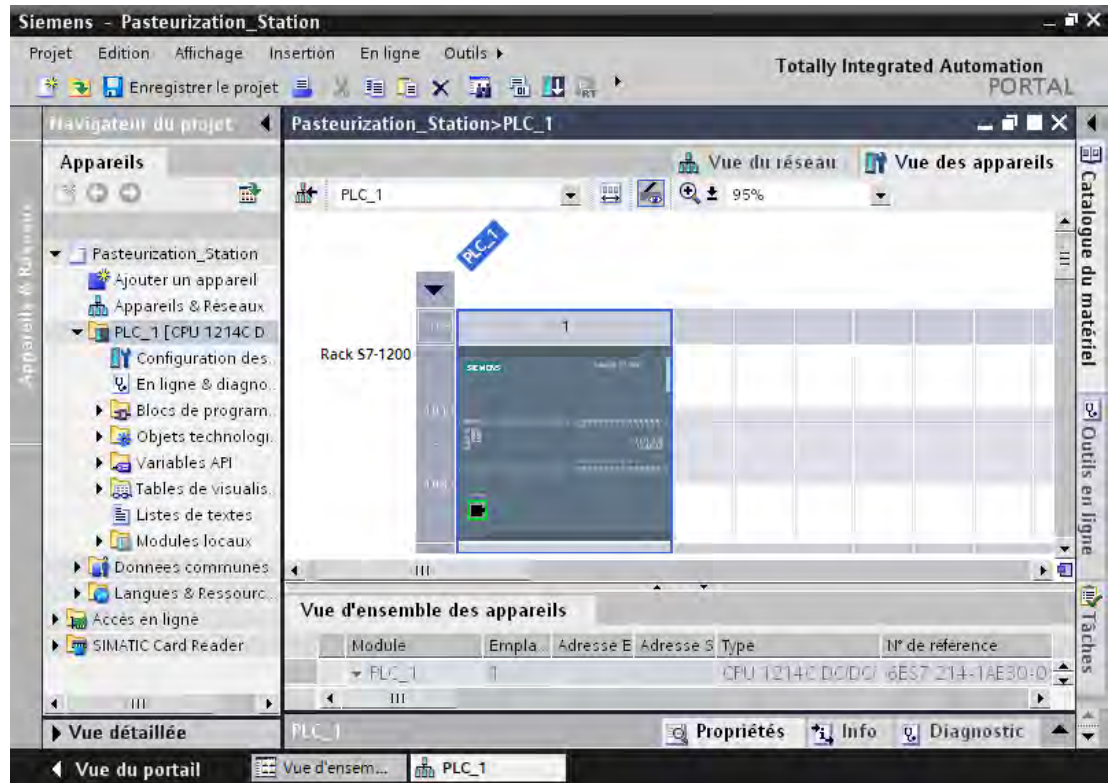 Siemens - Pasteurization_Station
Projet Edition Affichage Insertion En ligne Outils
Totally Integrated Automation
PORTAL
Enregistrer le projet
Navigateur du projet
Pasteurization_Station>PLC_1
Appareils
Vue du réseau
Vue des appareils
PLC_1
95%
Pasteurization_Station
Ajouter un appareil
Appareils & Réseaux
PLC_1 [CPU 1214C D
Configuration des
En ligne & diagno..
Blocs de program.
Objets technologi.
Variables API
Tables de visualis.
Listes de textes
Modules locaux
Données communes
Langues & Ressourc..
Accès en ligne
SIMATIC Card Reader
Vue détaillée
PLC_1
1
Rack S7-1200
SIEMENS
Vue d'ensemble des appareils
Module Empla.. Adresse E Adresse S Type N° de référence
PLC_1 1 CPU 1214C DC/DC/ 6ES7 214-1AE30-0
PLC_1
Propriétés
Info
Diagnostic
Catalogue du matériel
Outils en ligne
Tâches
Vue du portail
Vue d'ensem...
PLC_1